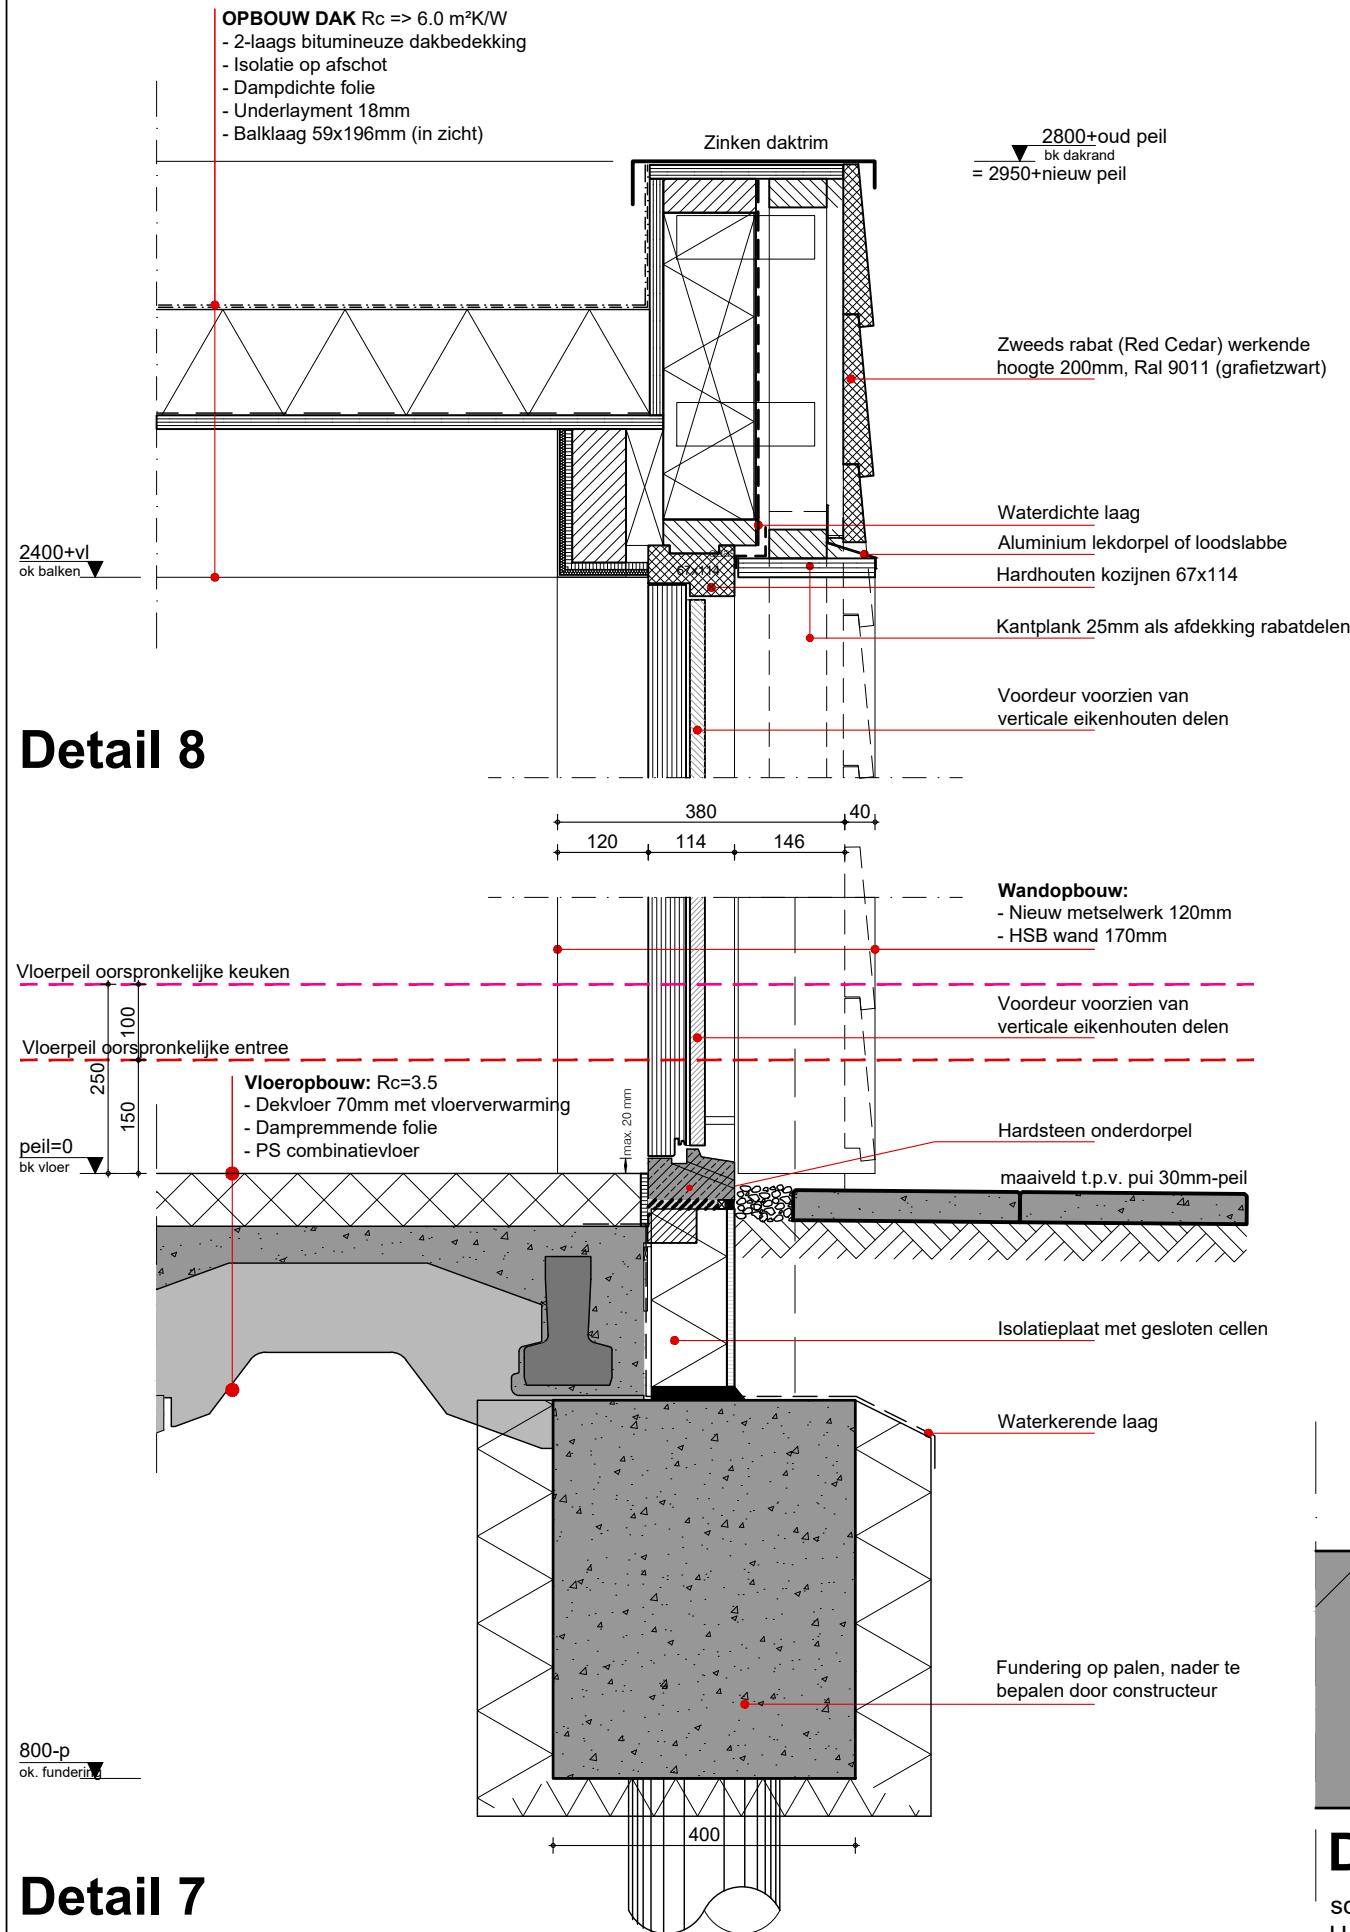 OPBOUW DAK Rc => 6.0 m²K/W
- 2-laags bitumineuze dakbedekking
- Isolatie op afschot
- Dampdichte folie
- Underlayment 18mm
- Balklaag 59x196mm (in zicht)
Zinken daktrim
2800+oud peil
bk dakrand
= 2950+nieuw peil
Zweeds rabat (Red Cedar) werkende
hoogte 200mm, Ral 9011 (grafietzwart)
Waterdichte laag
Aluminium lekdorpel of loodslabbe
2400+vl
ok balken
67x114
Hardhouten kozijnen 67x114
Kantplank 25mm als afdekking rabatdelen
Voordeur voorzien van
verticale eikenhouten delen
Detail 8
380
40
120
114
146
Wandopbouw:
- Nieuw metselwerk 120mm
- HSB wand 170mm
Vloerpeil oorspronkelijke keuken
Voordeur voorzien van
verticale eikenhouten delen
100
Vloerpeil oorspronkelijke entree
250
150
Vloeropbouw: Rc=3.5
- Dekvloer 70mm met vloerverwarming
- Dampremmende folie
- PS combinatievloer
max. 20 mm
peil=0
bk vloer
Hardsteen onderdorpel
maaiveld t.p.v. pui 30mm-peil
Isolatieplaat met gesloten cellen
Waterkerende laag
Fundering op palen, nader te
bepalen door constructeur
800-p
ok. fundering
400
Detail 7